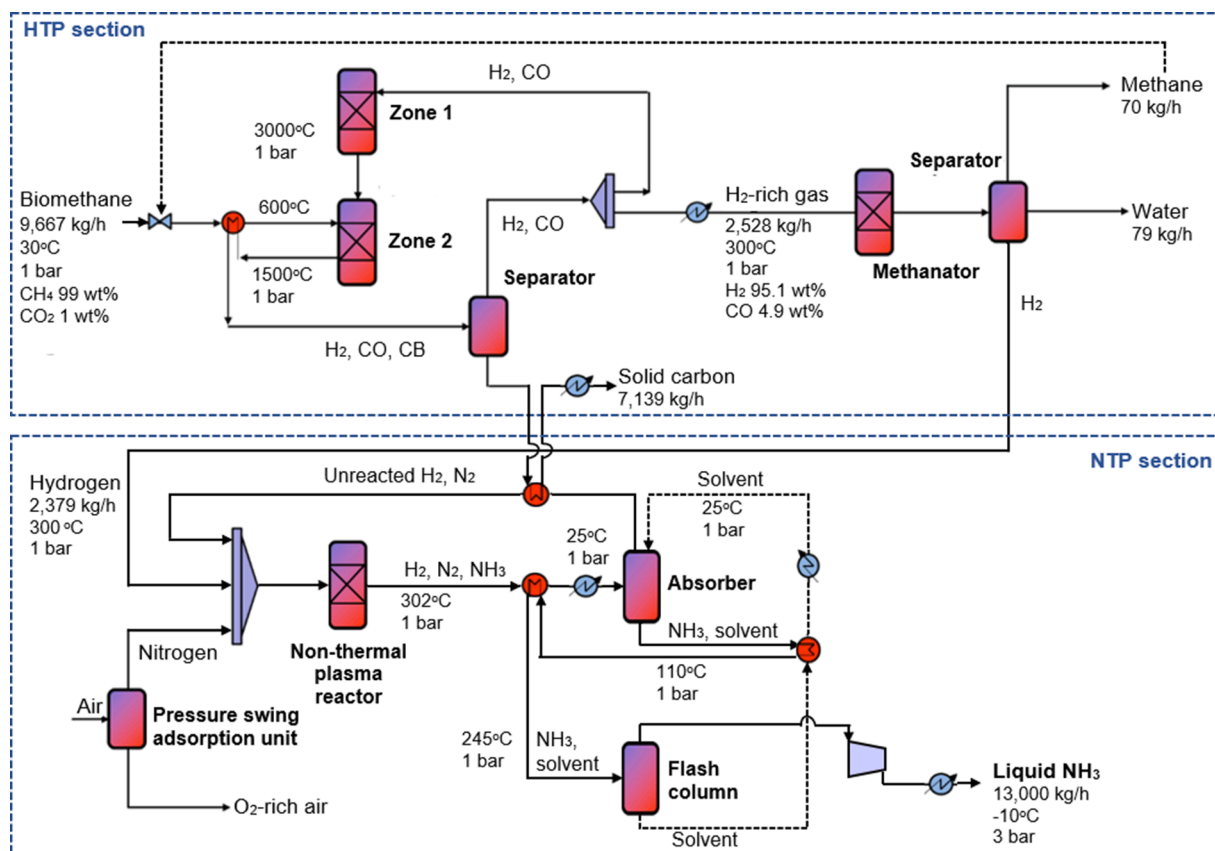 HTP section
H₂, CO
Methane
70 kg/h
Zone 1
3000°C
1 bar
Separator
Biomethane
9,667 kg/h
30°C
1 bar
CH₄ 99 wt%
CO₂ 1 wt%
600°C
Zone 2
1500°C
1 bar
H₂, CO
H₂-rich gas
2,528 kg/h
300°C
1 bar
H₂ 95.1 wt%
CO 4.9 wt%
Methanator
Water
79 kg/h
Separator
H₂
H₂, CO, CB
Solid carbon
7,139 kg/h
NTP section
Hydrogen
2,379 kg/h
300 °C
1 bar
Unreacted H₂, N₂
Solvent
25°C
1 bar
25°C
1 bar
H₂, N₂, NH₃
302°C
1 bar
Absorber
NH₃, solvent
Nitrogen
Non-thermal
plasma
reactor
110°C
1 bar
Air
Pressure swing
adsorption unit
245°C
1 bar
NH₃,
solvent
Flash
column
Liquid NH₃
13,000 kg/h
-10°C
3 bar
O₂-rich air
Solvent